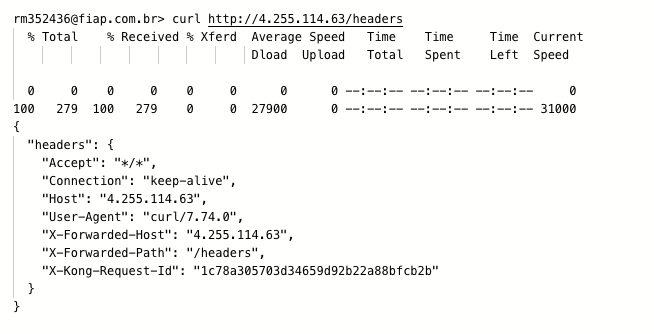 rm352436@fiap.com.br> curl http://4.255.114.63/headers
  % Total    % Received % Xferd  Average Speed   Time    Time     Time  Current
                                 Dload  Upload   Total   Spent    Left  Speed
  0     0    0     0    0     0      0      0 --:--:-- --:--:-- --:--:--     0
100   279  100   279    0     0  27900      0 --:--:-- --:--:-- --:--:-- 31000
{
  "headers": {
    "Accept": "*/*",
    "Connection": "keep-alive",
    "Host": "4.255.114.63",
    "User-Agent": "curl/7.74.0",
    "X-Forwarded-Host": "4.255.114.63",
    "X-Forwarded-Path": "/headers",
    "X-Kong-Request-Id": "1c78a305703d34659d92b22a88bfcb2b"
  }
}